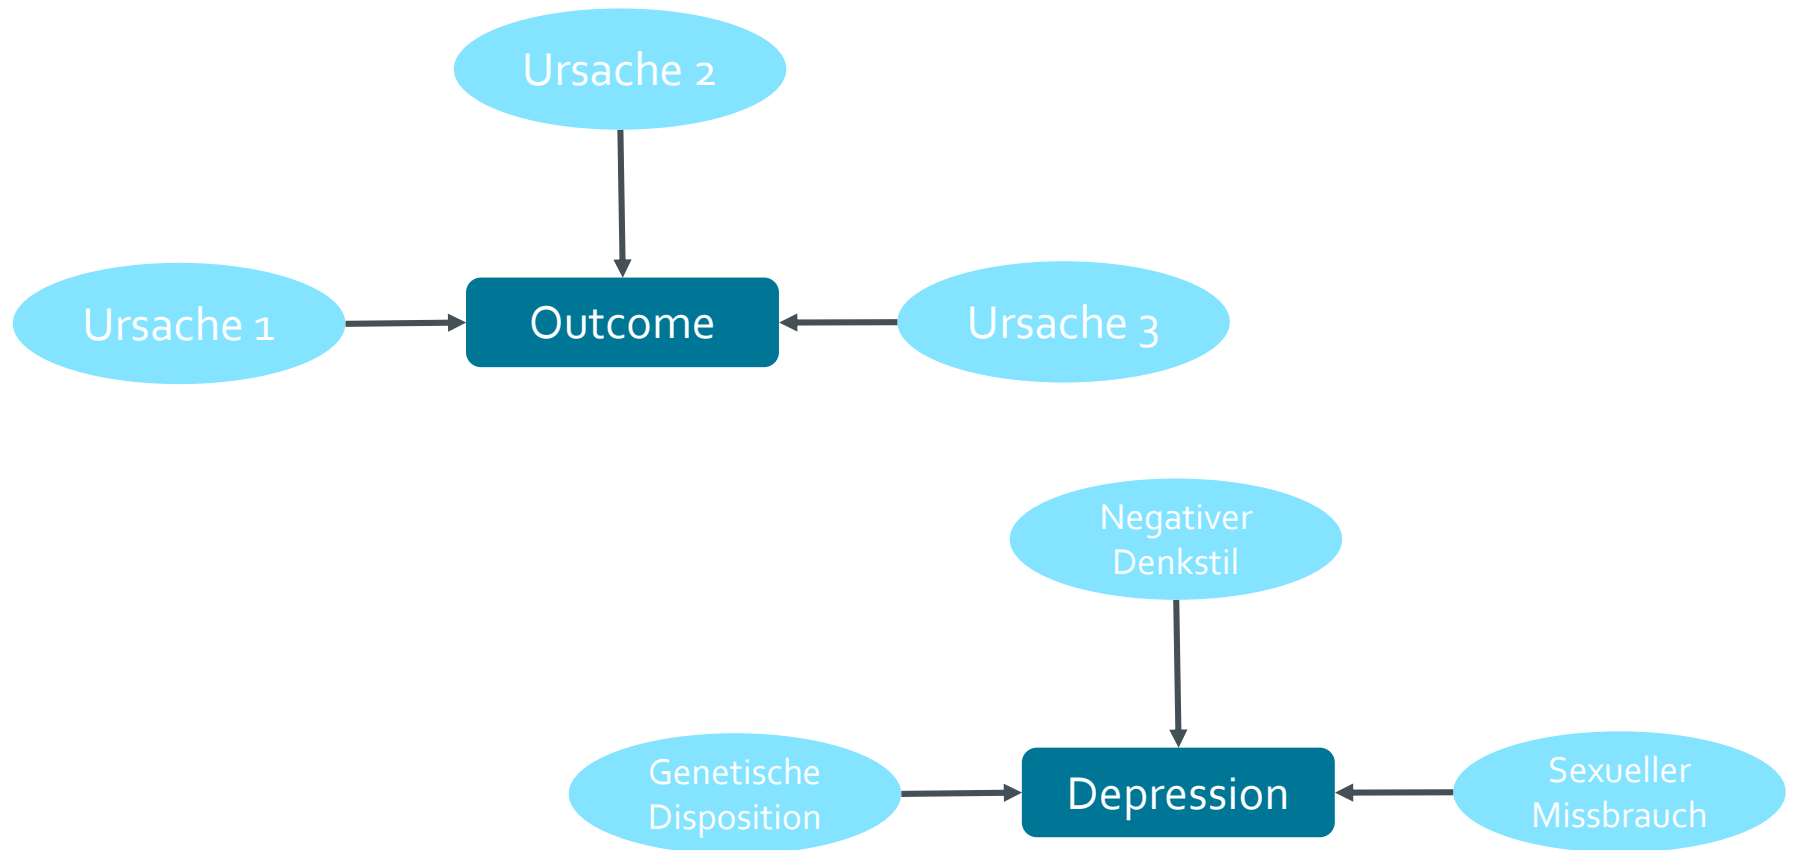 Ursache 2
Ursache 1
Outcome
Ursache 3
Negativer
Denkstil
Genetische
Disposition
Depression
Sexueller
Missbrauch